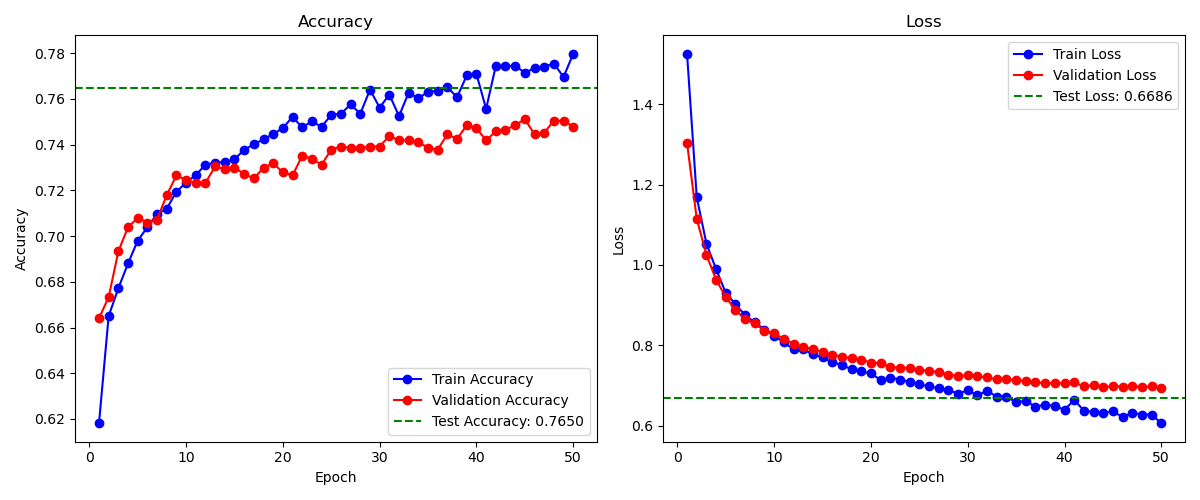 Accuracy
0.78
0.76
0.74
0.72
0.70
0.68
0.66
0.64
0.62
Accuracy
0
10
20
30
40
50
Epoch
Train Accuracy
Validation Accuracy
Test Accuracy: 0.7650
Loss
1.4
1.2
1.0
0.8
0.6
Loss
0
10
20
30
40
50
Epoch
Train Loss
Validation Loss
Test Loss: 0.6686